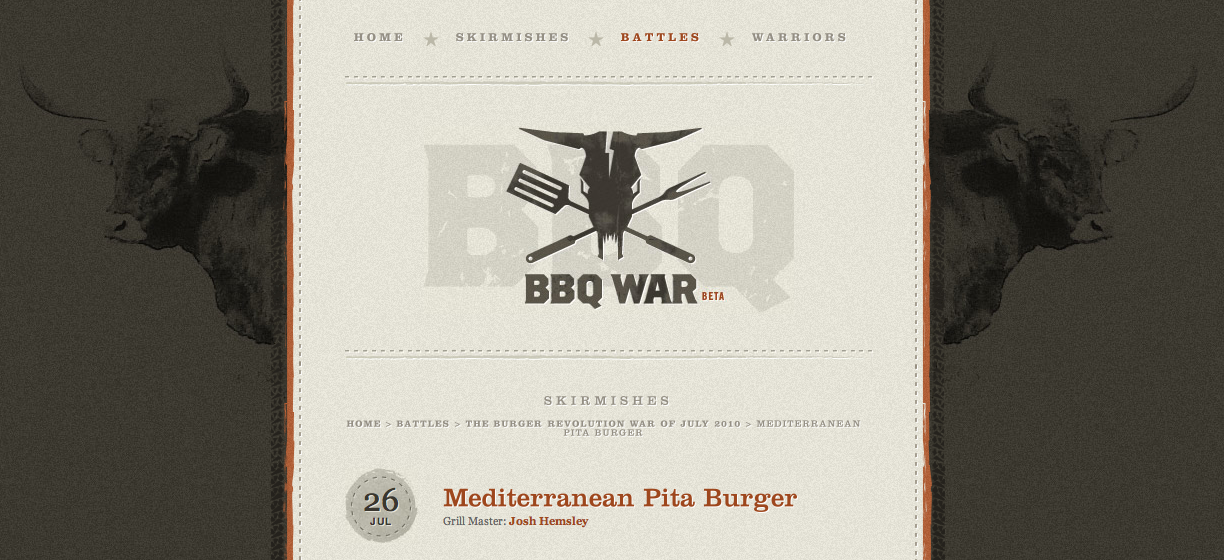 HOME ★ SKIRMISHES ★ BATTLES ★ WARRIORS
BBQ
BBQ WAR BETA
SKIRMISHES
HOME > BATTLES > THE BURGER REVOLUTION WAR OF JULY 2010 > MEDITERRANEAN
PITA BURGER
26
JUL
Mediterranean Pita Burger
Grill Master: Josh Hemsley